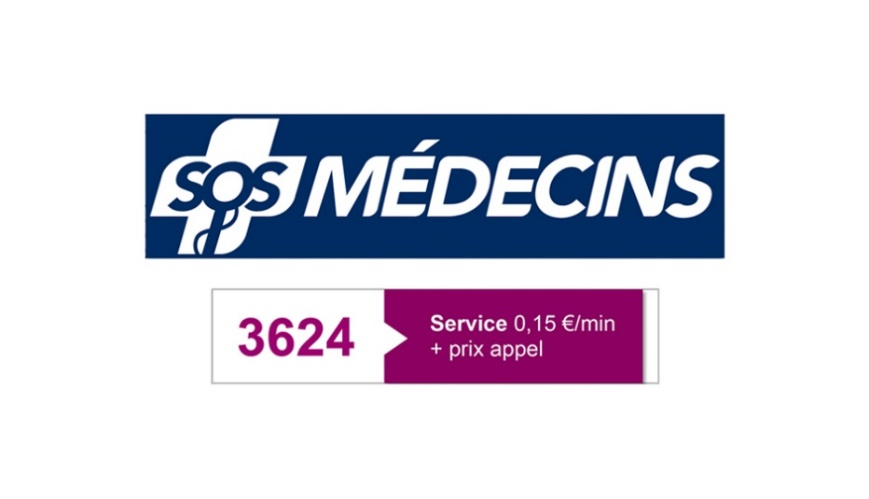 SOS MÉDECINS
3624
Service 0,15 €/min
+ prix appel